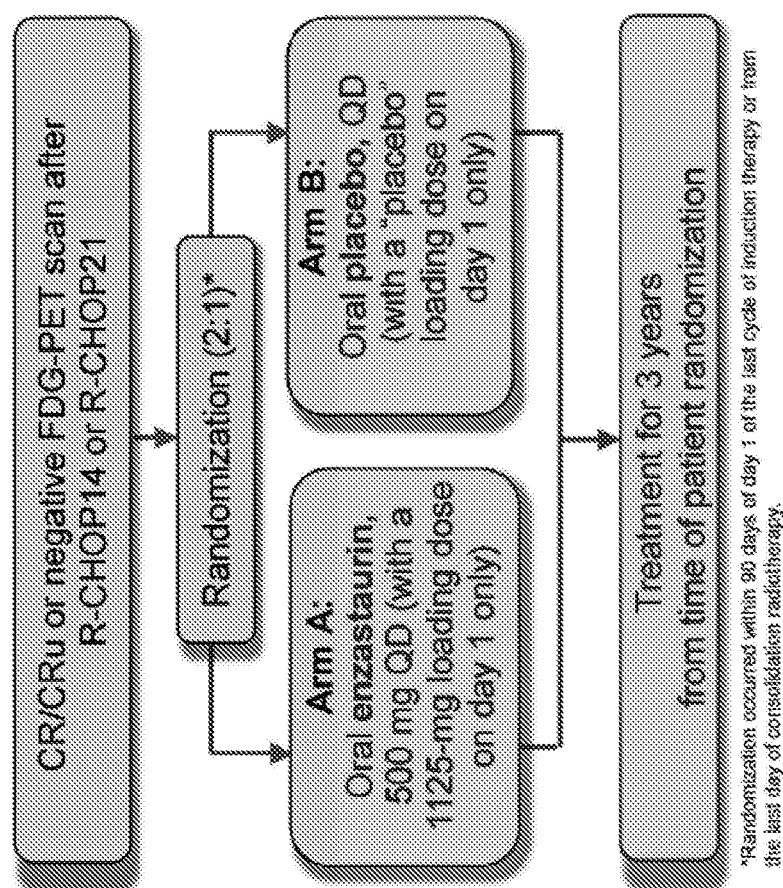 CR/CRu or negative FDG-PET scan after
R-CHOP14 or R-CHOP21
Randomization (2:1)*
Arm A:
Oral enzastaurin,
500 mg QD (with a
1125-mg loading dose
on day 1 only)
Arm B:
Oral placebo, QD
(with a "placebo"
loading dose on
day 1 only)
Treatment for 3 years
from time of patient randomization
*Randomization occurred within 90 days of day 1 of the last cycle of induction therapy or from
the last day of consolidation radiotherapy.